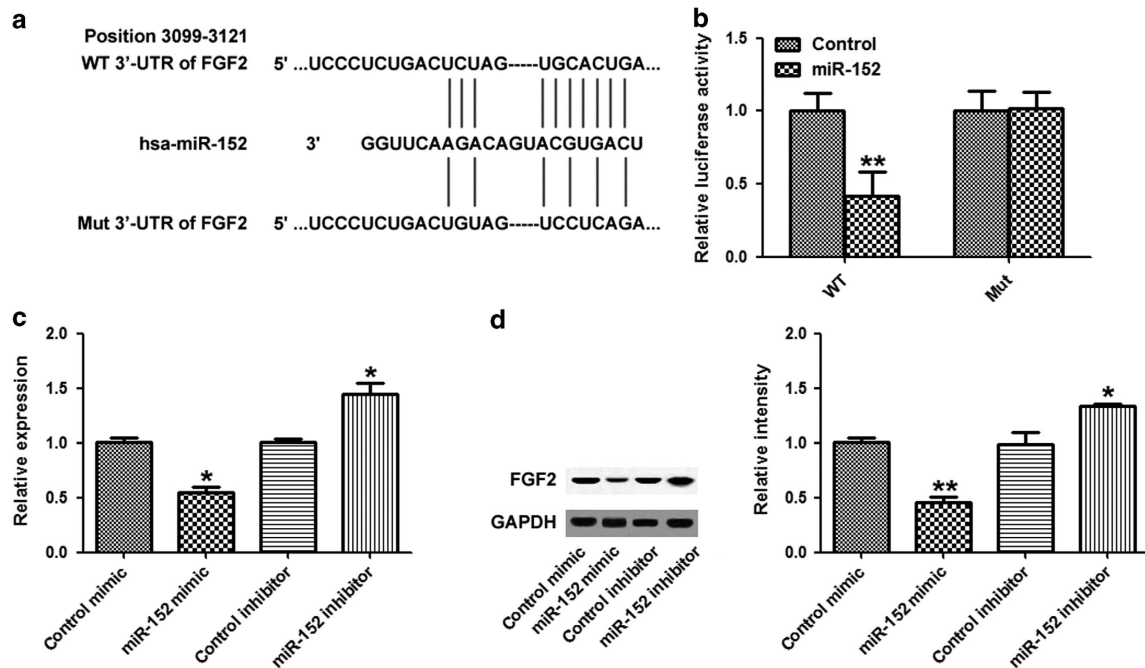 a
Position 3099-3121
WT 3'-UTR of FGF2 5' ...UCCCUCUGACUCUAG-----UGCACUGA...
hsa-miR-152 3' GGUUCAAGACAGUACGUGACU
Mut 3'-UTR of FGF2 5' ...UCCCUCUGACUGUAG-----UCCUCAGA...
b
Relative luciferase activity
1.5
1.0
0.5
0.0
Control
miR-152
**
WT
Mut
c
Relative expression
2.0
1.5
1.0
0.5
0.0
*
*
Control mimic
miR-152 mimic
Control inhibitor
miR-152 inhibitor
d
FGF2
GAPDH
Control mimic
miR-152 mimic
Control inhibitor
miR-152 inhibitor
Relative intensity
2.0
1.5
1.0
0.5
0.0
**
*
Control mimic
miR-152 mimic
Control inhibitor
miR-152 inhibitor